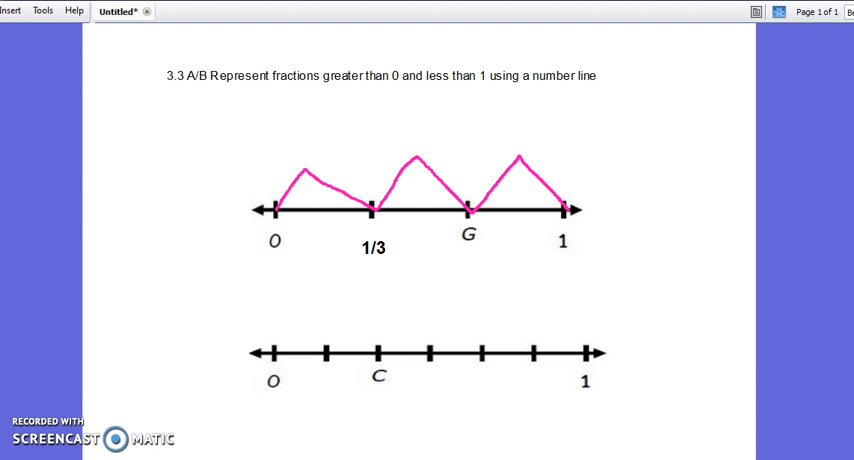 Insert Tools Help Untitled* Page 1 of 1
3.3 A/B Represent fractions greater than 0 and less than 1 using a number line
0 1/3 G 1
0 C 1
RECORDED WITH
SCREENCAST MATIC